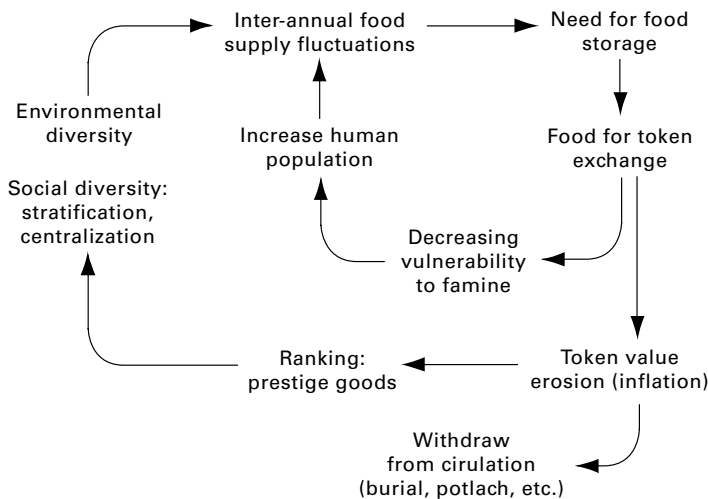 Inter-annual food
supply fluctuations
Need for food
storage
Environmental
diversity
Increase human
population
Food for token
exchange
Social diversity:
stratification,
centralization
Decreasing
vulnerability
to famine
Ranking:
prestige goods
Token value
erosion (inflation)
Withdraw
from cirulation
(burial, potlach, etc.)